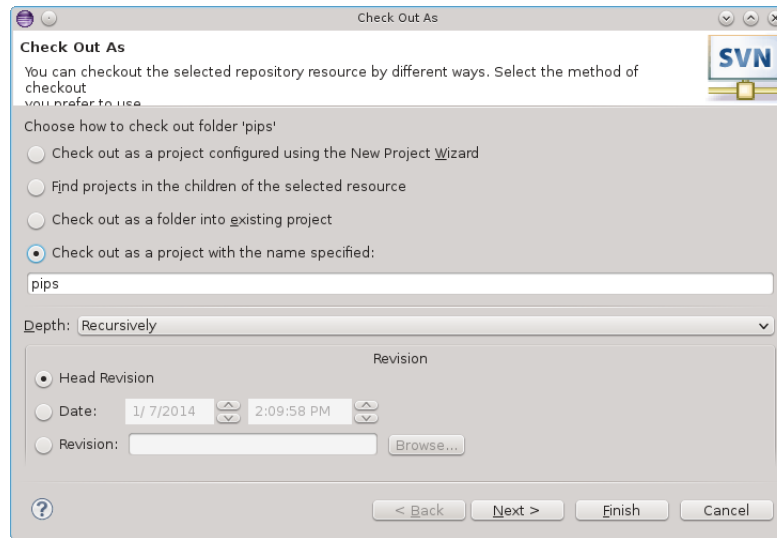 Check Out As
Check Out As
SVN
You can checkout the selected repository resource by different ways. Select the method of
checkout
you prefer to use
Choose how to check out folder 'pips'
Check out as a project configured using the New Project Wizard
Find projects in the children of the selected resource
Check out as a folder into existing project
Check out as a project with the name specified:
pips
Depth: Recursively
Revision
Head Revision
Date: 1/ 7/2014 2:09:58 PM
Revision: Browse...
? < Back Next > Finish Cancel